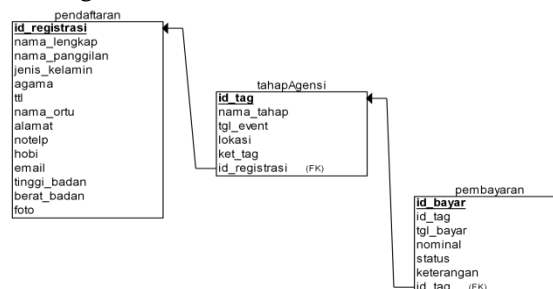 pendaftaran
id_registrasi
nama_lengkap
nama_panggilan
jenis_kelamin
agama
ttl
nama_ortu
alamat
notelp
hobi
email
tinggi_badan
berat_badan
foto
tahapAgensi
id_tag
nama_tahap
tgl_event
lokasi
ket_tag
id_registrasi (FK)
pembayaran
id_bayar
id_tag
tgl_bayar
nominal
status
keterangan
id_tag (FK)